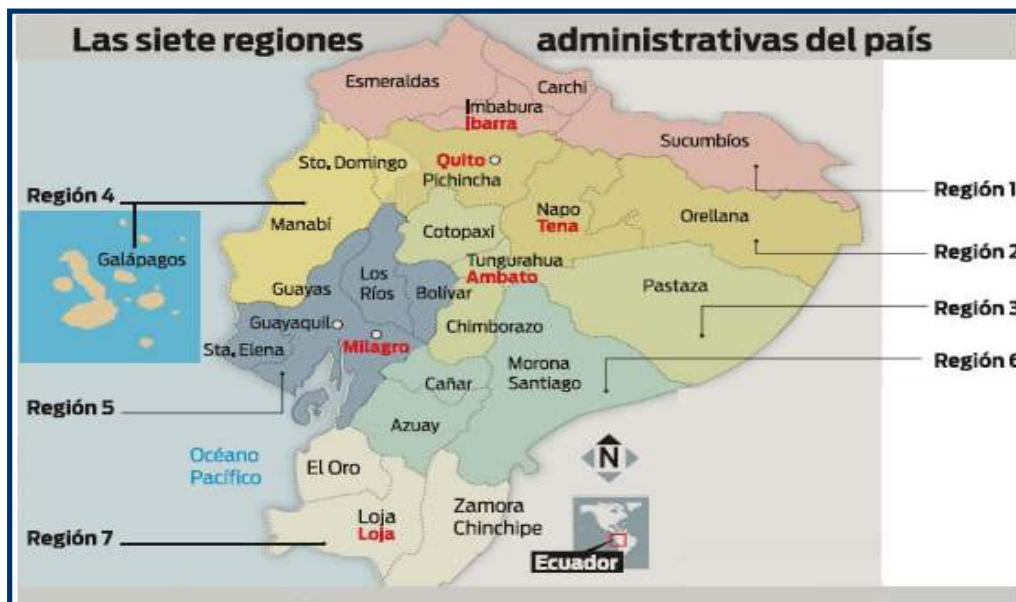 Las siete regiones administrativas del país
Esmeraldas
Carchi
Imbabura
Ibarra
Sucumbíos
Sto. Domingo
Quito
Pichincha
Región 4
Región 1
Manabí
Napo
Tena
Orellana
Cotopaxi
Galápagos
Región 2
Tungurahua
Ambato
Los
Ríos
Bolívar
Pastaza
Guayas
Región 3
Guayaquil
Chimborazo
Sta. Elena
Milagro
Morona
Santiago
Región 6
Cañar
Región 5
Azuay
Océano
Pacífico
N
El Oro
Zamora
Chinchipe
Loja
Loja
Región 7
Ecuador